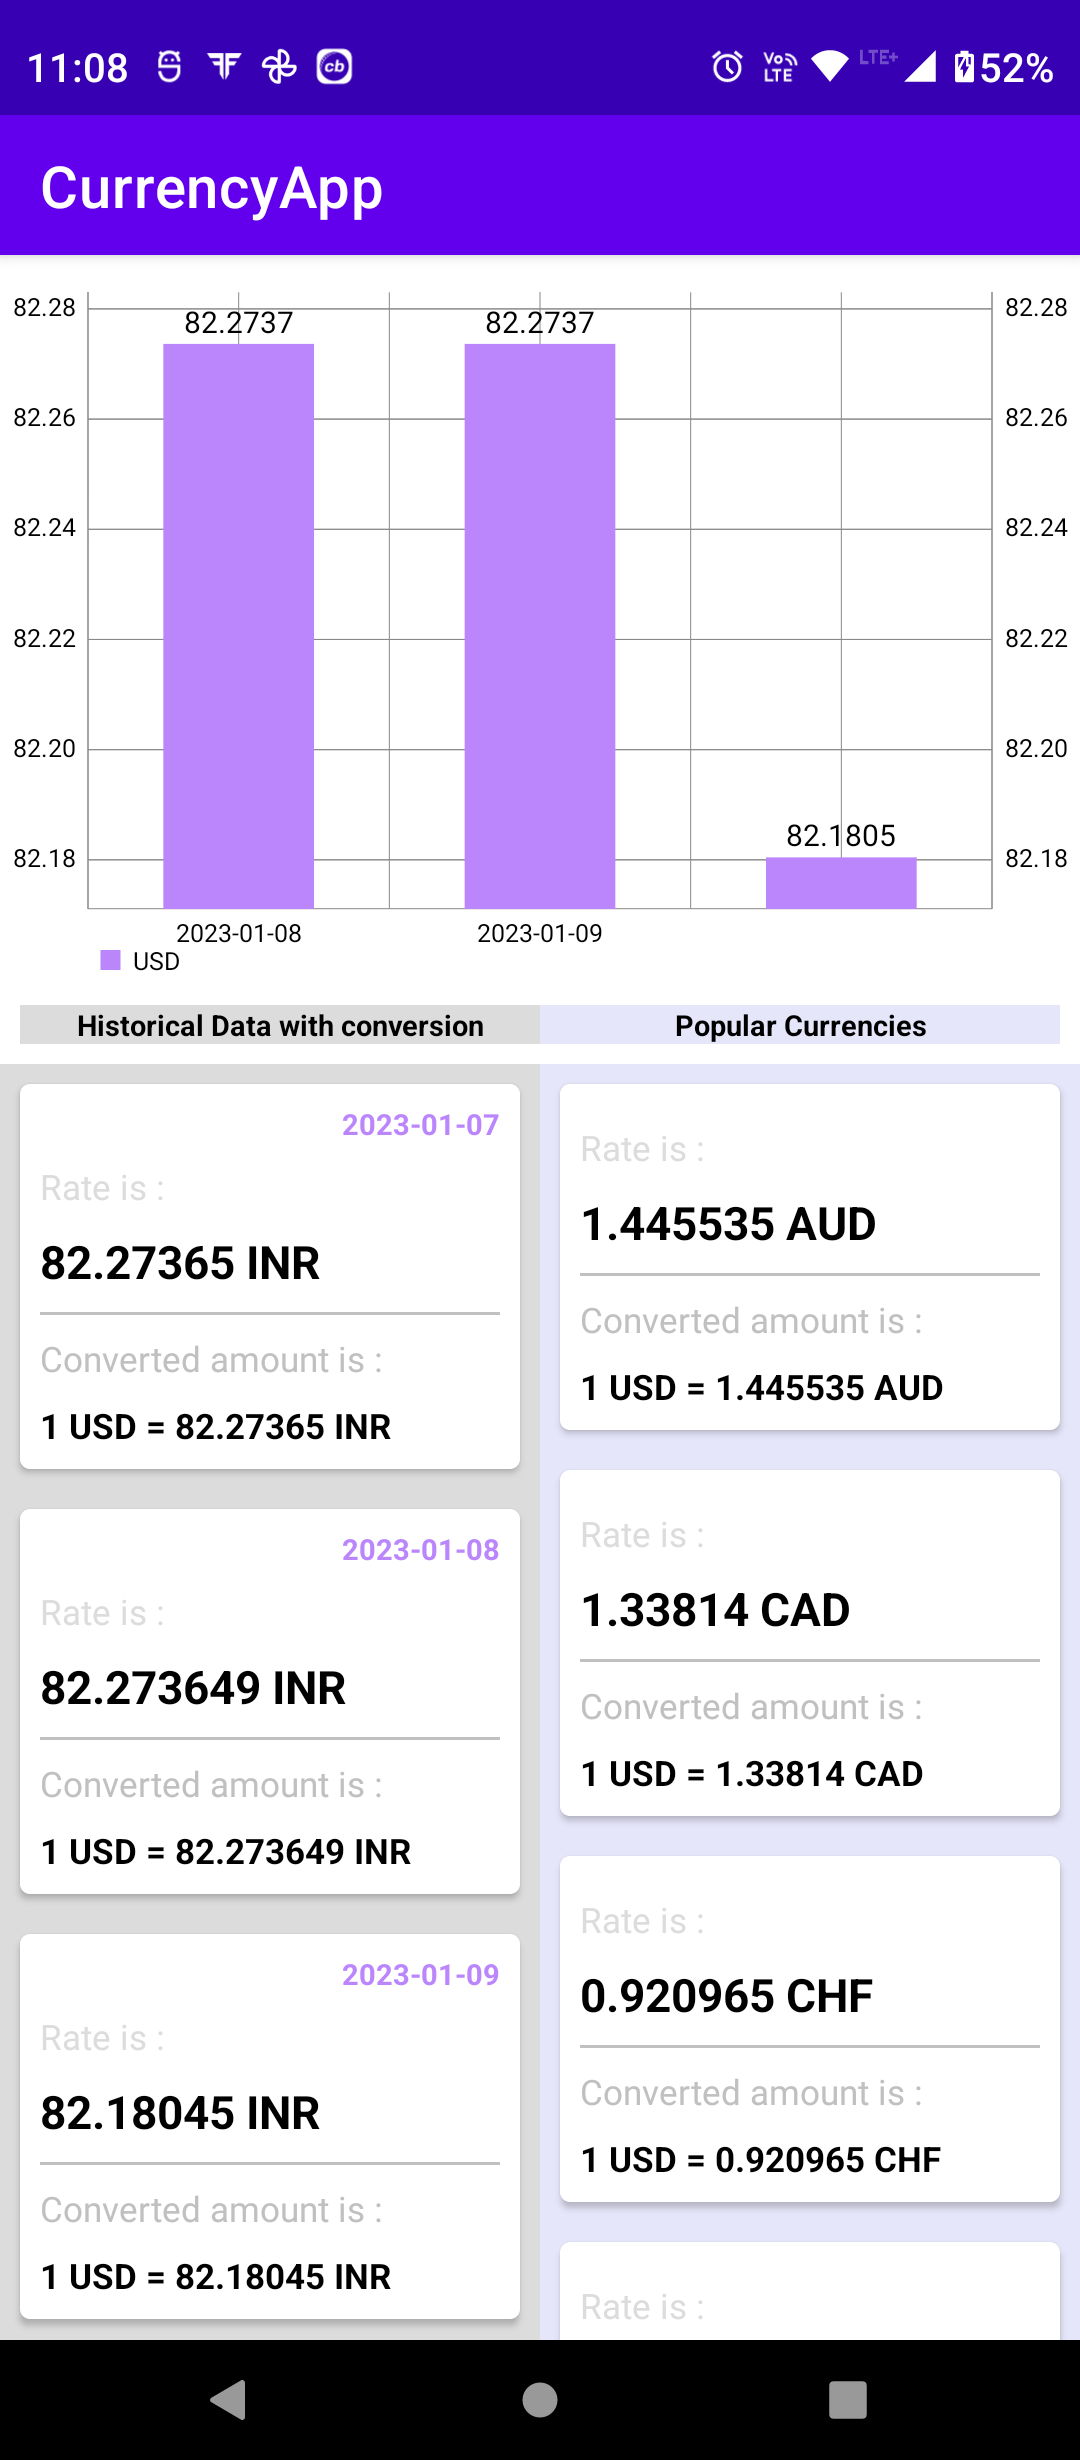 11:08 cb Vo)) LTE LTE+ 52%
CurrencyApp
82.28 82.2737 82.2737 82.28
82.26 82.26
82.24 82.24
82.22 82.22
82.20 82.20
82.1805
82.18 82.18
2023-01-08 2023-01-09
USD
Historical Data with conversion
2023-01-07
Rate is :
82.27365 INR
Converted amount is :
1 USD = 82.27365 INR
2023-01-08
Rate is :
82.273649 INR
Converted amount is :
1 USD = 82.273649 INR
2023-01-09
Rate is :
82.18045 INR
Converted amount is :
1 USD = 82.18045 INR
Popular Currencies
Rate is :
1.445535 AUD
Converted amount is :
1 USD = 1.445535 AUD
Rate is :
1.33814 CAD
Converted amount is :
1 USD = 1.33814 CAD
Rate is :
0.920965 CHF
Converted amount is :
1 USD = 0.920965 CHF
Rate is :